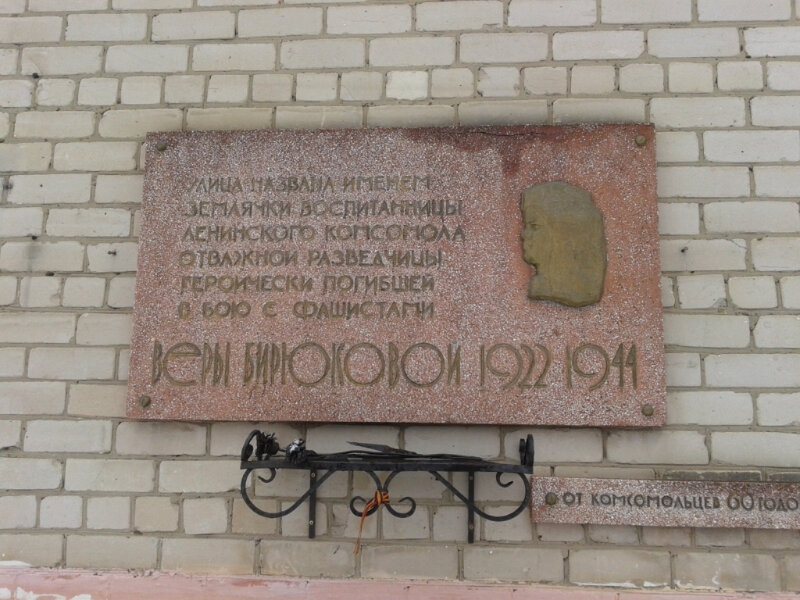 УЛИЦА НАЗВАНА ИМЕНЕМ
ЗЕМЛЯЧКИ ВОСПИТАННИЦЫ
ЛЕНИНСКОГО КОМСОМОЛА
ОТВАЖНОЙ РАЗВЕДЧИЦЫ
ГЕРОИЧЕСКИ ПОГИБШЕЙ
В БОЮ С ФАШИСТАМИ
ВЕРЫ БИРЮКОВОЙ 1922 1944
ОТ КОМСОМОЛЬЦЕВ 60 ГОДО